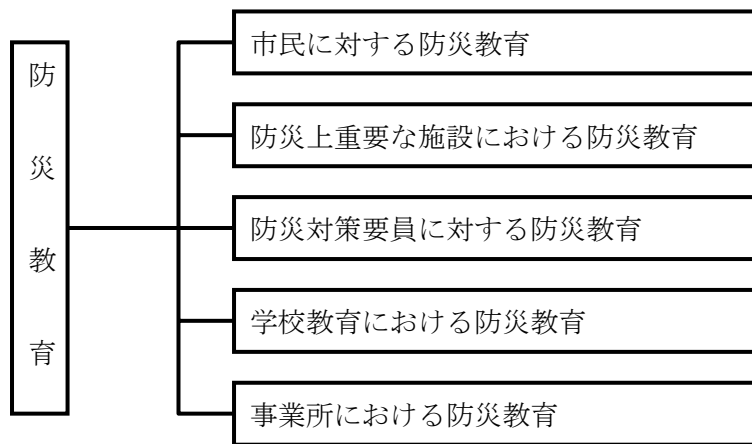 防災教育
市民に対する防災教育
防災上重要な施設における防災教育
防災対策要員に対する防災教育
学校教育における防災教育
事業所における防災教育